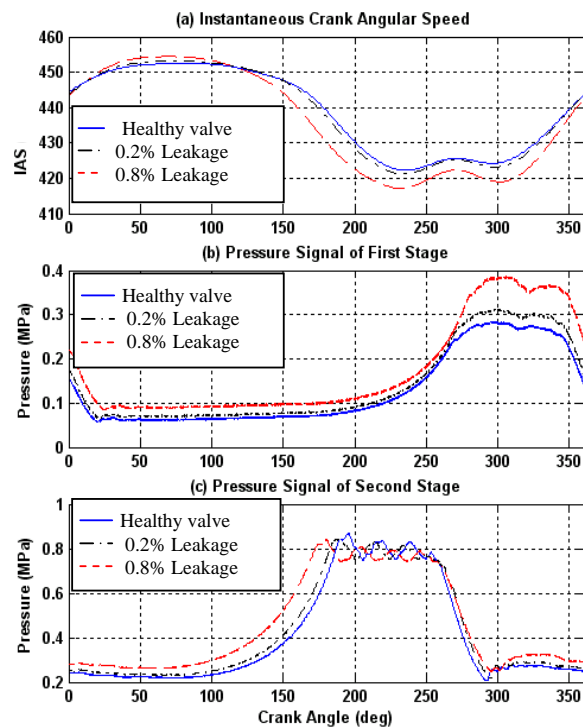 (a) Instantaneous Crank Angular Speed
460
450
440
430
420
410
IAS
Healthy valve
0.2% Leakage
0.8% Leakage
0 50 100 150 200 250 300 350
(b) Pressure Signal of First Stage
0.4
0.3
0.2
0.1
0
Pressure (MPa)
Healthy valve
0.2% Leakage
0.8% Leakage
0 50 100 150 200 250 300 350
(c) Pressure Signal of Second Stage
1
0.8
0.6
0.4
0.2
Pressure (MPa)
Healthy valve
0.2% Leakage
0.8% Leakage
0 50 100 150 200 250 300 350
Crank Angle (deg)